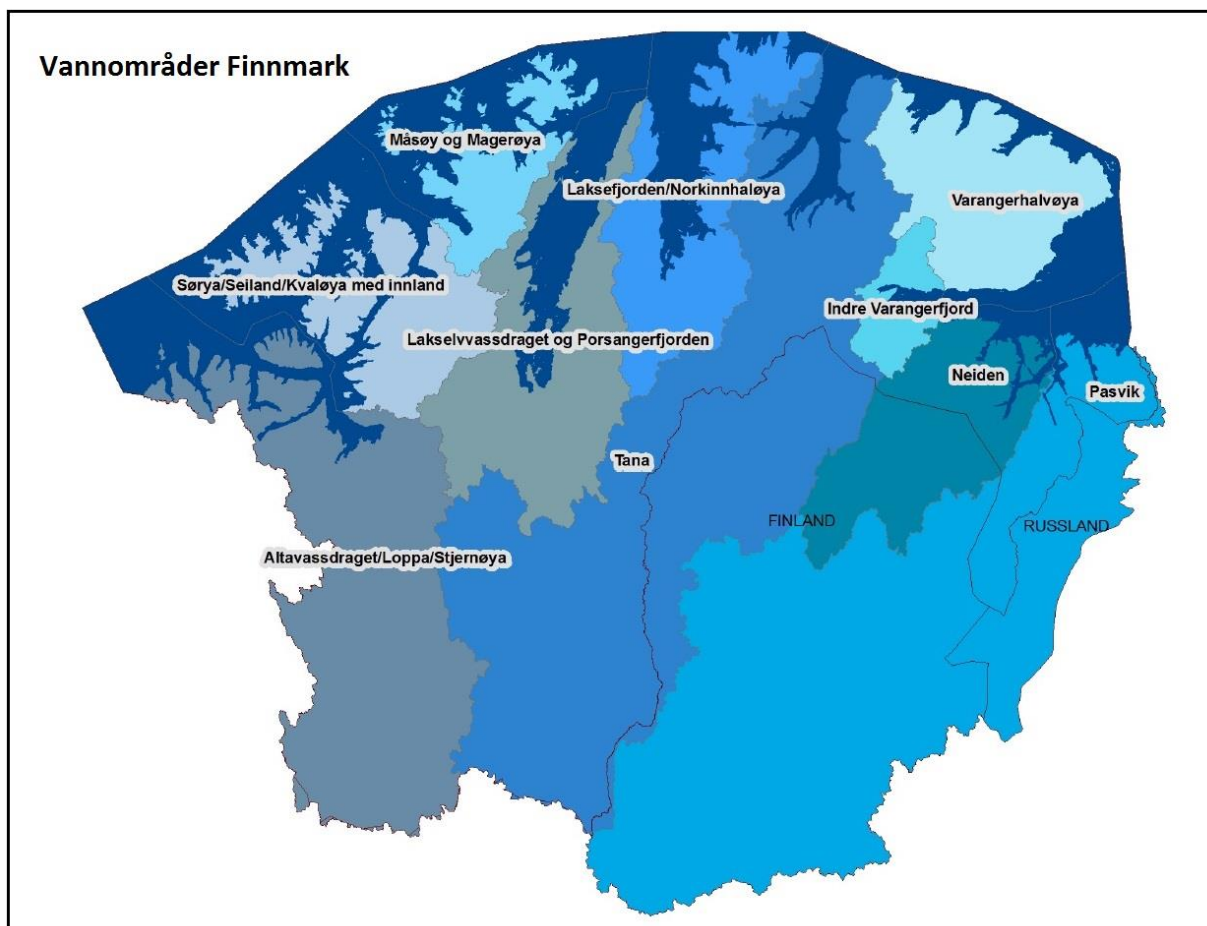 Vannområder Finnmark
Måsøy og Magerøya
Laksefjorden/Norkinnhaløya
Varangerhalvøya
Sørya/Seiland/Kvaløya med innland
Indre Varangerfjord
Lakselvvassdraget og Porsangerfjorden
Neiden
Pasvik
Tana
FINLAND
RUSSLAND
Altavassdraget/Loppa/Stjernøya